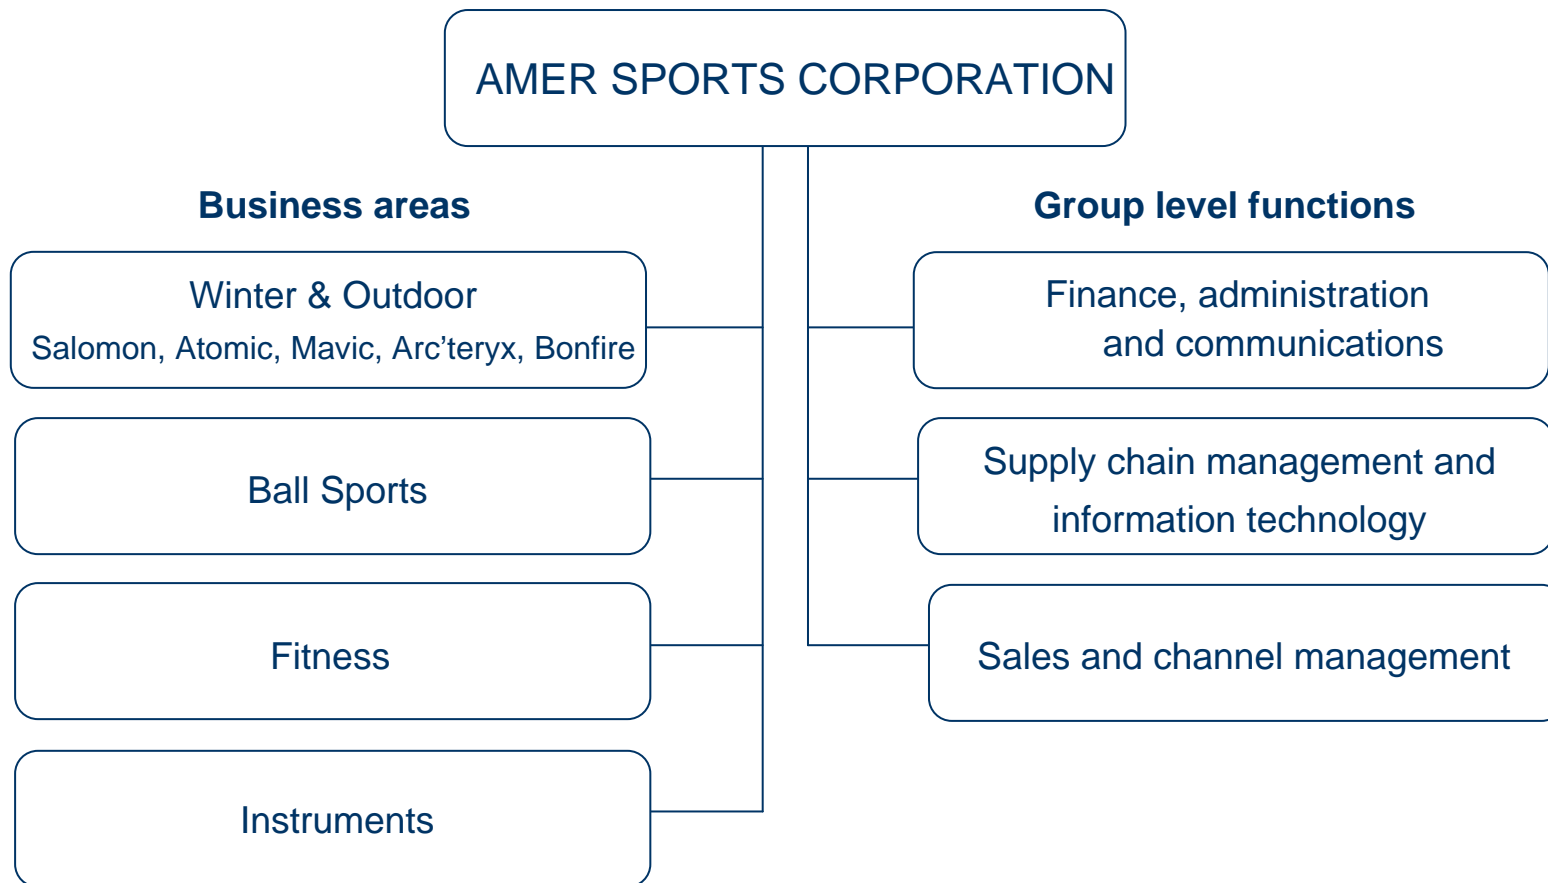 AMER SPORTS CORPORATION
Business areas
Winter & Outdoor
Salomon, Atomic, Mavic, Arc’teryx, Bonfire
Ball Sports
Fitness
Instruments
Group level functions
Finance, administration
and communications
Supply chain management and
information technology
Sales and channel management